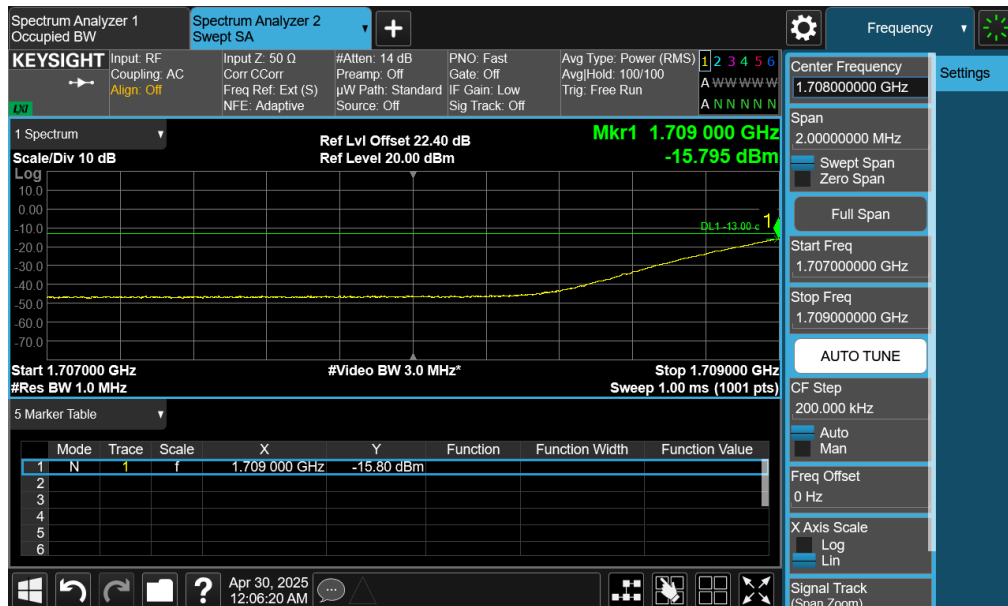 Spectrum Analyzer 1
Occupied BW
Spectrum Analyzer 2
Swept SA
▼
+
Frequency
▼
KEYSIGHT
LXI
Input: RF
Coupling: AC
Align: Off
Input Z: 50 Ω
Corr CCorr
Freq Ref: Ext (S)
NFE: Adaptive
#Atten: 14 dB
Preamp: Off
µW Path: Standard
Source: Off
PNO: Fast
Gate: Off
IF Gain: Low
Sig Track: Off
Avg Type: Power (RMS)
Avg|Hold: 100/100
Trig: Free Run
1 2 3 4 5 6
A W W W W W
A N N N N N
1 Spectrum
▼
Scale/Div 10 dB
Ref Lvl Offset 22.40 dB
Ref Level 20.00 dBm
Mkr1 1.709 000 GHz
-15.795 dBm
Log
10.0
0.00
-10.0
-20.0
-30.0
-40.0
-50.0
-60.0
-70.0
DL1 -13.00
1
Start 1.707000 GHz
#Res BW 1.0 MHz
#Video BW 3.0 MHz*
Stop 1.709000 GHz
Sweep 1.00 ms (1001 pts)
5 Marker Table
▼
Mode Trace Scale X Y Function Function Width Function Value
1 N 1 f 1.709 000 GHz -15.80 dBm
2
3
4
5
6
Center Frequency
1.708000000 GHz
Span
2.00000000 MHz
Swept Span
Zero Span
Full Span
Start Freq
1.707000000 GHz
Stop Freq
1.709000000 GHz
AUTO TUNE
CF Step
200.000 kHz
Auto
Man
Freq Offset
0 Hz
X Axis Scale
Log
Lin
Signal Track
(Span Zoom)
Settings
?
Apr 30, 2025
12:06:20 AM